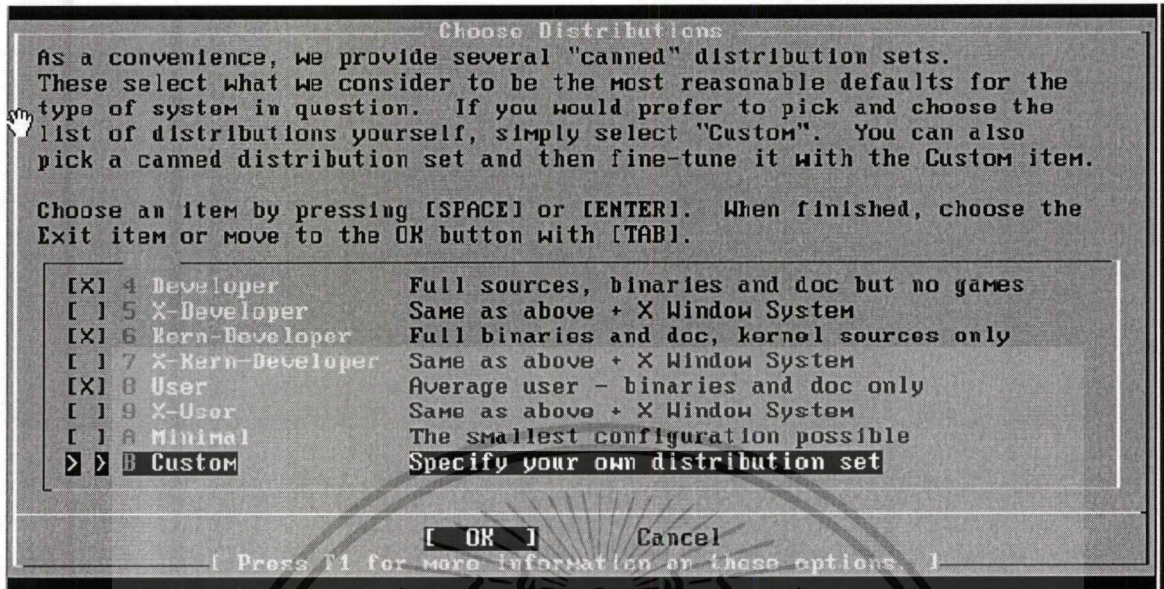 Choose Distributions
As a convenience, we provide several "canned" distribution sets.
These select what we consider to be the most reasonable defaults for the
type of system in question.  If you would prefer to pick and choose the
list of distributions yourself, simply select "Custom".  You can also
pick a canned distribution set and then fine-tune it with the Custom item.
Choose an item by pressing [SPACE] or [ENTER].  When finished, choose the
Exit item or move to the OK button with [TAB].
[X] 4 Developer Full sources, binaries and doc but no games
[ ] 5 X-Developer Same as above + X Window System
[X] 6 Kern-Developer Full binaries and doc, kernel sources only
[ ] 7 X-Kern-Developer Same as above + X Window System
[X] 8 User Average user - binaries and doc only
[ ] 9 X-User Same as above + X Window System
[ ] A Minimal The smallest configuration possible
> > B Custom Specify your own distribution set
[ OK ] Cancel
[ Press F1 for more information on these options. ]